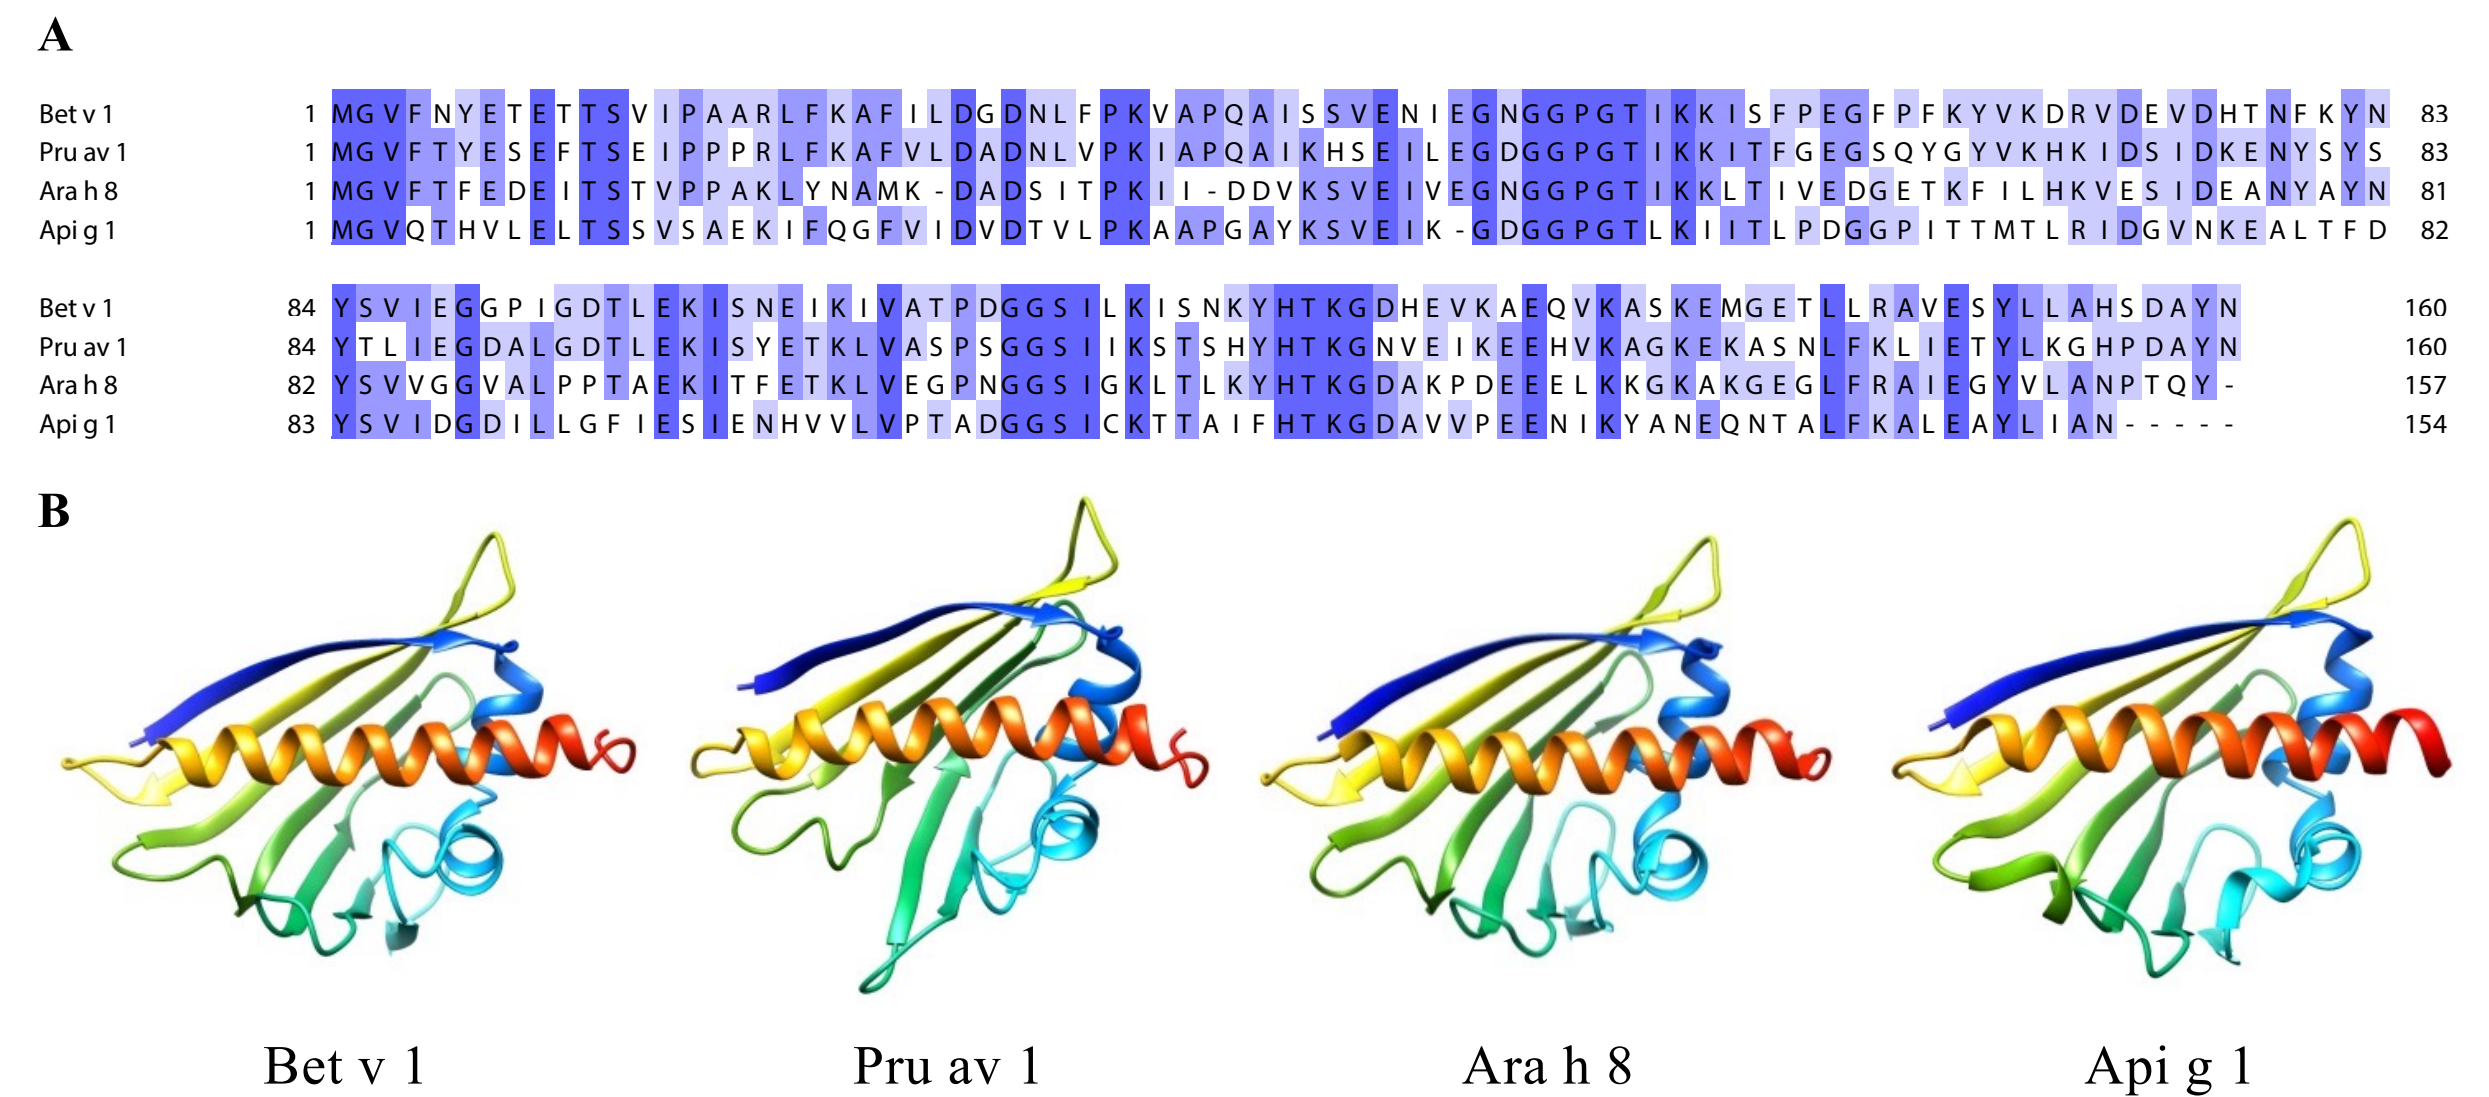 A
Bet v 1 1 MGVFNYETETTSVIPAARLFKAFILDGDNLFPKVAPQAISSVENIEGNGGPGTIKKISFPEGFPFKYVKDRVDEVDHTNFKYN 83
Pru av 1 1 MGVFTYESEFTSEIPPPRLFKAFVLDADNLVPKIAPQAIKHSEILEGDGGPGTIKKITFGEGSQYGYVKHKIDSIDKENYSYS 83
Ara h 8 1 MGVFTFEDEITSTVPPAKLYNAMK-DADSITPKII-DDVKSVEIVEGNGGPGTIKKLTIVEDGETKFILHKVESIDEANYAYN 81
Api g 1 1 MGVQTHVLELTSSVSAEKIFQGFVIDVDTVLPKAAPGAYKSVEIK-GDGGPGTLKIITLPDGGPITTMTLRIDGVNKEALTFD 82
Bet v 1 84 YSVIEGGPIGDTLEKISNEIKIVATPDGGSILKISNKYHTKGDHEVKAEQVKASKEMGETLLRAVESYLLAHSDAYN 160
Pru av 1 84 YTLIEGDALGDTLEKISYETKLVASPSGGSIIKSTSHYHTKGNVEIKEEHVKAGKEKASNLFKLIETYLKGHPDAYN 160
Ara h 8 82 YSVVGGVALPPTAEKITFETKLVEGPNGGSIGKLTLKYHTKGDAKPDEEELKKGKAKGEGLFRAIEGYVLANPTQY- 157
Api g 1 83 YSVIDGDILLGFIESIENHVVLVPTADGGSICKTTAIFHTKGDAVVPEENIKYANEQNTALFKALEAYLIAN----- 154
B
Bet v 1 Pru av 1 Ara h 8 Api g 1